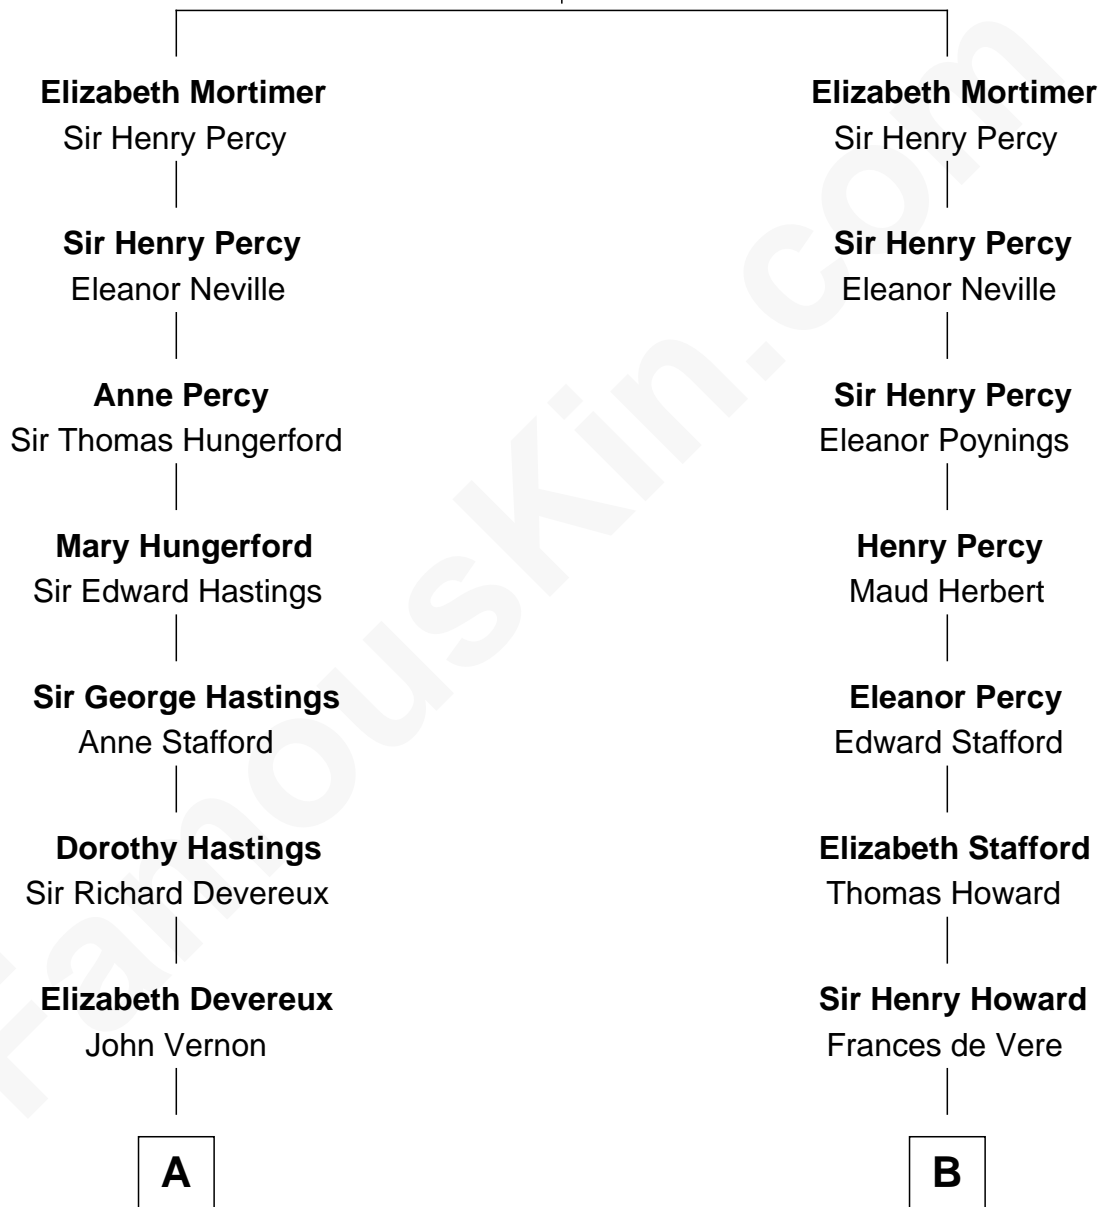 Elizabeth Mortimer
Sir Henry Percy
Sir Henry Percy
Eleanor Neville
Anne Percy
Sir Thomas Hungerford
Mary Hungerford
Sir Edward Hastings
Sir George Hastings
Anne Stafford
Dorothy Hastings
Sir Richard Devereux
Elizabeth Devereux
John Vernon
A
Elizabeth Mortimer
Sir Henry Percy
Sir Henry Percy
Eleanor Neville
Sir Henry Percy
Eleanor Poynings
Henry Percy
Maud Herbert
Eleanor Percy
Edward Stafford
Elizabeth Stafford
Thomas Howard
Sir Henry Howard
Frances de Vere
B
FamousKin.com